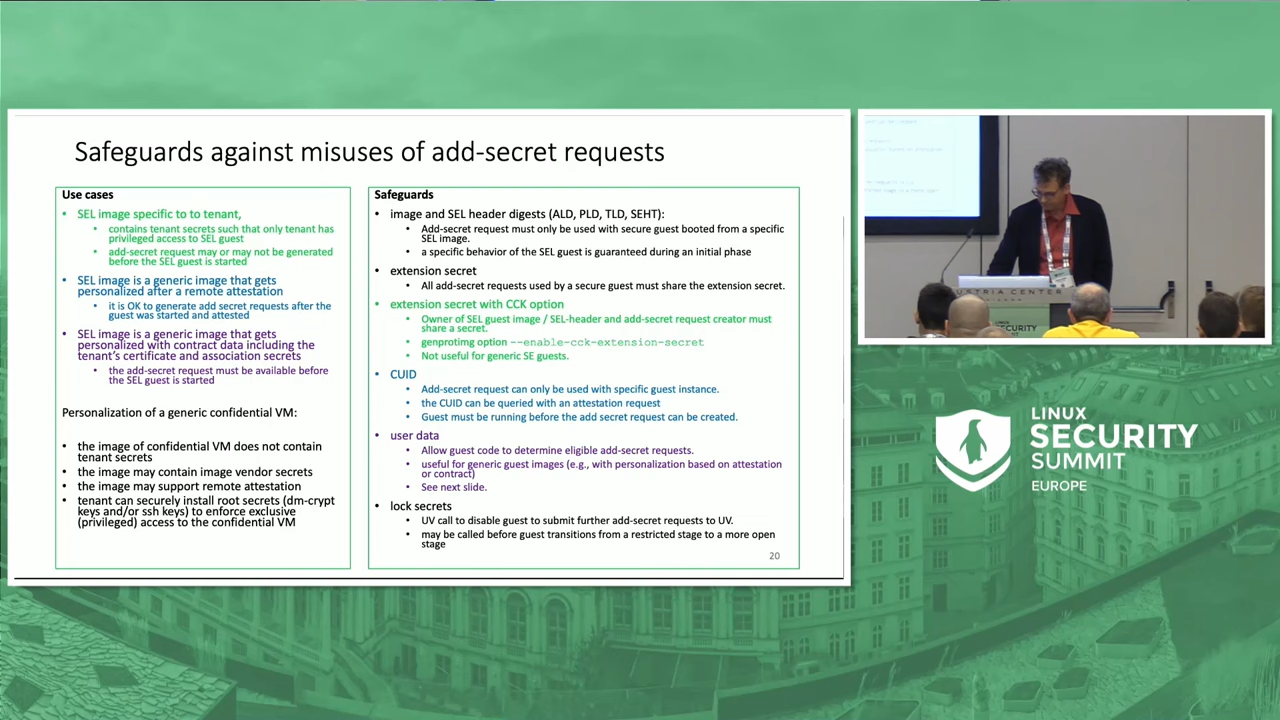 Safeguards against misuses of add-secret requests
Use cases
• SEL image specific to to tenant,
• contains tenant secrets such that only tenant has
privileged access to SEL guest
• add-secret request may or may not be generated
before the SEL guest is started
• SEL image is a generic image that gets
personalized after a remote attestation
• it is OK to generate add secret requests after the
guest was started and attested
• SEL image is a generic image that gets
personalized with contract data including the
tenant's certificate and association secrets
• the add-secret request must be available before
the SEL guest is started
Personalization of a generic confidential VM:
• the image of confidential VM does not contain
tenant secrets
• the image may contain image vendor secrets
• the image may support remote attestation
• tenant can securely install root secrets (dm-crypt
keys and/or ssh keys) to enforce exclusive
(privileged) access to the confidential VM
Safeguards
• image and SEL header digests (ALD, PLD, TLD, SEHT):
• Add-secret request must only be used with secure guest booted from a specific
SEL image.
• a specific behavior of the SEL guest is guaranteed during an initial phase
• extension secret
• All add-secret requests used by a secure guest must share the extension secret.
• extension secret with CCK option
• Owner of SEL guest image / SEL-header and add-secret request creator must
share a secret.
• genprotimg option --enable-cck-extension-secret
• Not useful for generic SE guests.
• CUID
• Add-secret request can only be used with specific guest instance.
• the CUID can be queried with an attestation request
• Guest must be running before the add secret request can be created.
• user data
• Allow guest code to determine eligible add-secret requests.
• useful for generic guest images (e.g., with personalization based on attestation
or contract)
• See next slide.
• lock secrets
• UV call to disable guest to submit further add-secret requests to UV.
• may be called before guest transitions from a restricted stage to a more open
stage
20
USTRIA CENTER
LINUX
SECURITY
LINUX
SECURITY
SUMMIT
EUROPE